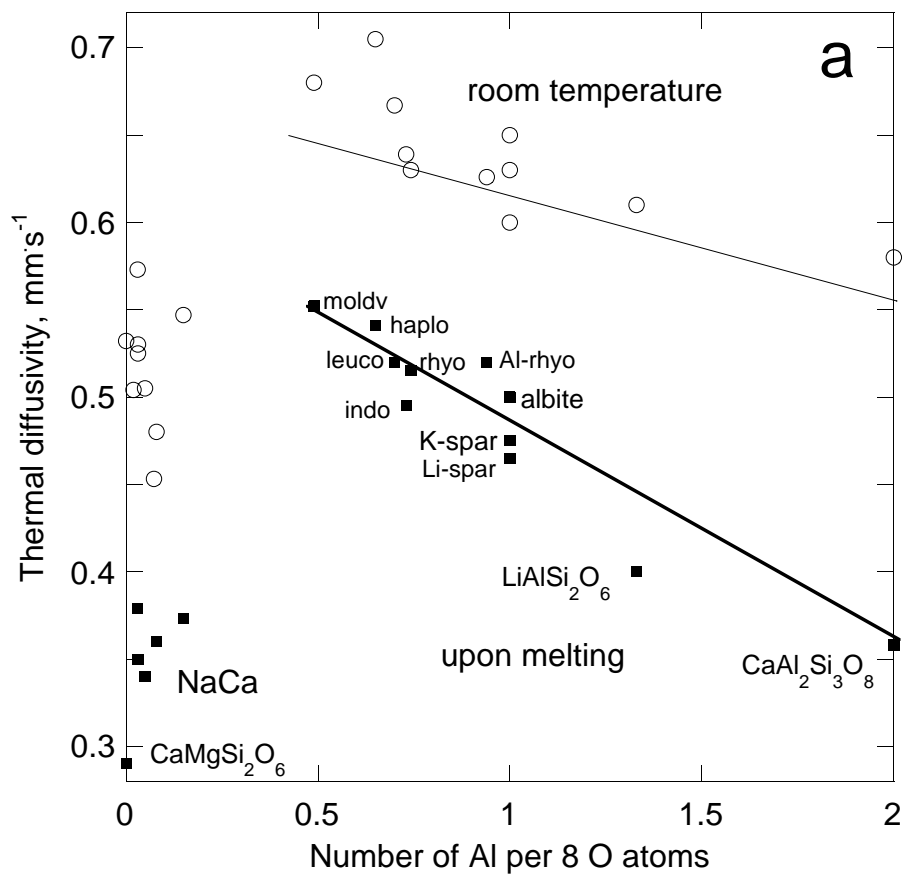 a
room temperature
0.7
0.6
0.5
0.4
0.3
Thermal diffusivity, mm·s⁻¹
moldv
haplo
leuco
rhyo
Al-rhyo
indo
albite
K-spar
Li-spar
LiAlSi₂O₆
upon melting
CaAl₂Si₃O₈
NaCa
CaMgSi₂O₆
0
0.5
1
1.5
2
Number of Al per 8 O atoms